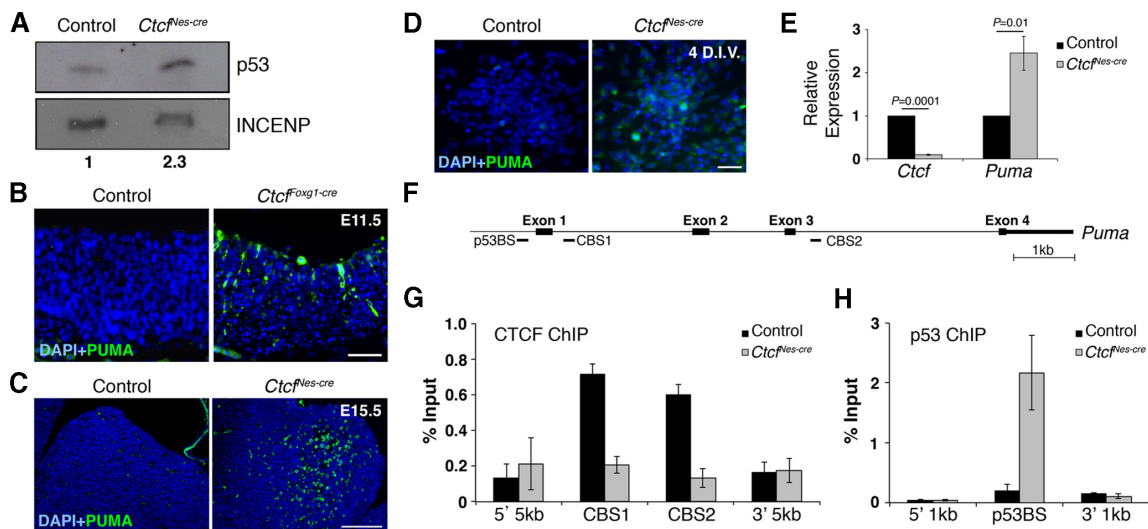 A
Control
Ctcf^Nes-cre
p53
INCENP
1
2.3
B
Control
Ctcf^Foxg1-cre
E11.5
DAPI+PUMA
C
Control
Ctcf^Nes-cre
E15.5
DAPI+PUMA
D
Control
Ctcf^Nes-cre
4 D.I.V.
DAPI+PUMA
E
Relative
Expression
3
2
1
0
P=0.0001
P=0.01
Control
Ctcf^Nes-cre
Ctcf
Puma
F
Exon 1
Exon 2
Exon 3
Exon 4
p53BS
CBS1
CBS2
Puma
1kb
G
CTCF ChIP
Control
Ctcf^Nes-cre
% Input
1.0
0.8
0.6
0.4
0.2
0
5' 5kb
CBS1
CBS2
3' 5kb
H
p53 ChIP
Control
Ctcf^Nes-cre
% Input
3
2
1
0
5' 1kb
p53BS
3' 1kb